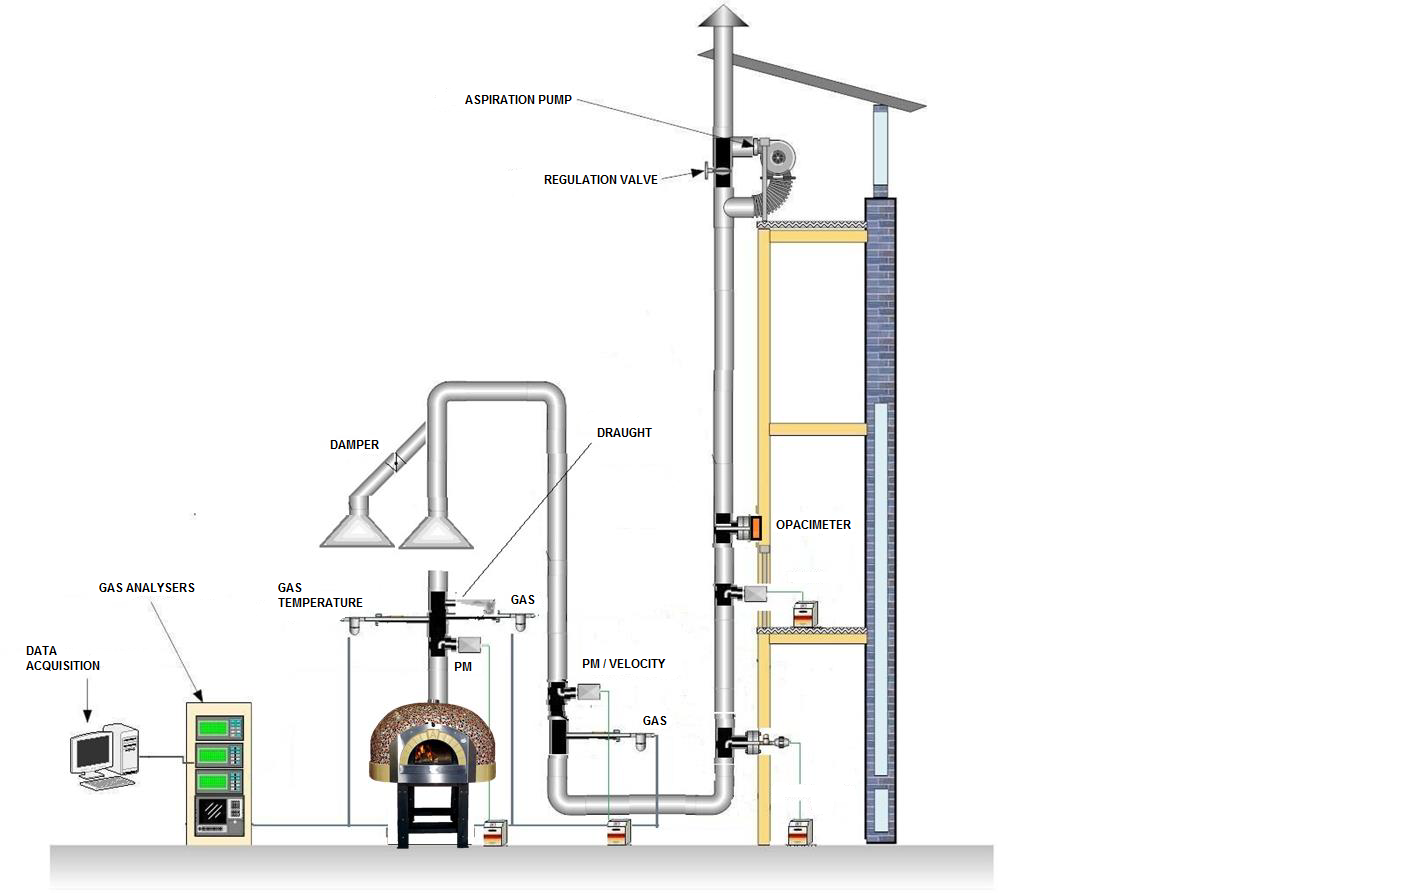 ASPIRATION PUMP
REGULATION VALVE
DAMPER
DRAUGHT
OPACIMETER
GAS ANALYSERS
GAS
TEMPERATURE
GAS
DATA
ACQUISITION
PM
PM / VELOCITY
GAS